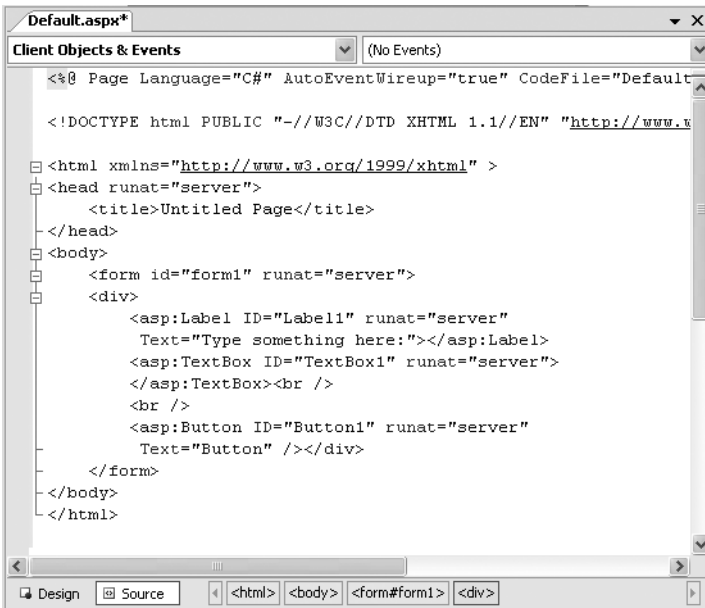 Default.aspx*
Client Objects & Events (No Events)
<%@ Page Language="C#" AutoEventWireup="true" CodeFile="Default
<!DOCTYPE html PUBLIC "-//W3C//DTD XHTML 1.1//EN" "http://www.w
<html xmlns="http://www.w3.org/1999/xhtml" >
<head runat="server">
    <title>Untitled Page</title>
</head>
<body>
    <form id="form1" runat="server">
    <div>
        <asp:Label ID="Label1" runat="server"
         Text="Type something here:"></asp:Label>
        <asp:TextBox ID="TextBox1" runat="server">
        </asp:TextBox><br />
        <br />
        <asp:Button ID="Button1" runat="server"
         Text="Button" /></div>
    </form>
</body>
</html>
Design Source <html> <body> <form#form1> <div>